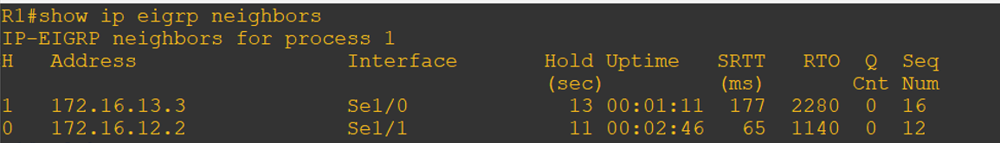 R1#show ip eigrp neighbors
IP-EIGRP neighbors for process 1
H   Address                 Interface       Hold Uptime   SRTT   RTO  Q  Seq
                                            (sec)         (ms)       Cnt Num
1   172.16.13.3             Se1/0             13 00:01:11  177  2280  0  16
0   172.16.12.2             Se1/1             11 00:02:46   65  1140  0  12